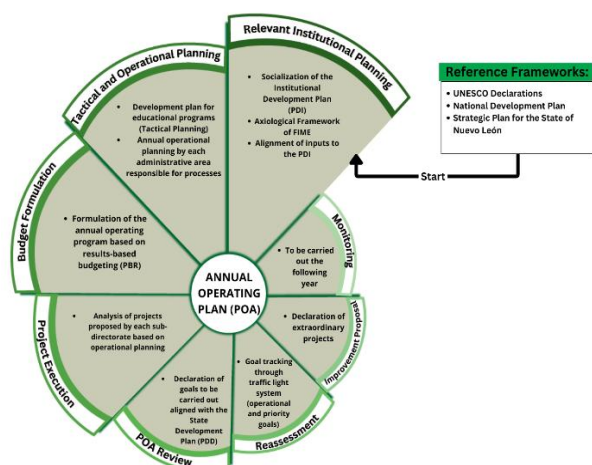 Relevant Institutional Planning
• Socialization of the
Institutional
Development Plan
(PDI)
• Axiological Framework
of FIME
• Alignment of inputs to
the PDI
Reference Frameworks:
• UNESCO Declarations
• National Development Plan
• Strategic Plan for the State of
Nuevo León
Start
Tactical and Operational Planning
• Development plan for
educational programs
(Tactical Planning)
• Annual operational
planning by each
administrative area
responsible for processes
Budget Formulation
• Formulation of the
annual operating
program based on
results-based
budgeting (PBR)
Project Execution
• Analysis of projects
proposed by each sub-
directorate based on
operational planning
POA Review
• Declaration of
goals to be
carried out
aligned with the
State
Development
Plan (PDD)
Reassessment
• Goal tracking
through
traffic light
system
(operational
and priority
goals)
Improvement Proposal
• Declaration of
extraordinary
projects
Monitoring
• To be carried
out the
following
year
ANNUAL
OPERATING
PLAN (POA)